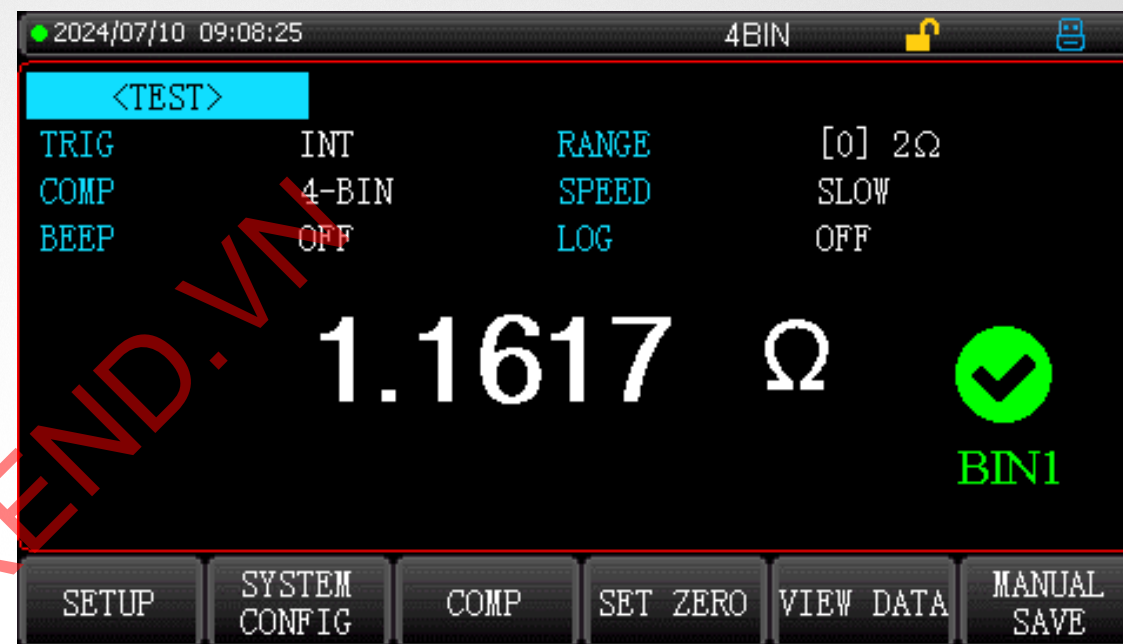 2024/07/10 09:08:25 4BIN
<TEST>
TRIG INT RANGE [0] 2Ω
COMP 4-BIN SPEED SLOW
BEEP OFF LOG OFF
1.1617 Ω
BIN1
SETUP SYSTEM CONFIG COMP SET ZERO VIEW DATA MANUAL SAVE
END.VN